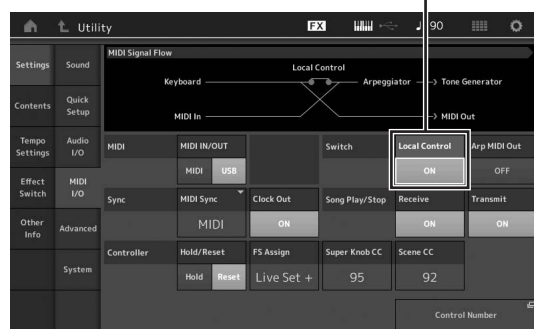 Utility FX ♩ 90
MIDI Signal Flow
Local Control
Keyboard Arpeggiator Tone Generator
MIDI In MIDI Out
Settings Sound
Contents Quick Setup
Tempo Settings Audio I/O
Effect Switch MIDI I/O
Other Info Advanced
System
MIDI MIDI IN/OUT Switch Local Control Arp MIDI Out
MIDI USB ON OFF
Sync MIDI Sync Clock Out Song Play/Stop Receive Transmit
MIDI ON ON ON
Controller Hold/Reset FS Assign Super Knob CC Scene CC
Hold Reset Live Set + 95 92
Control Number